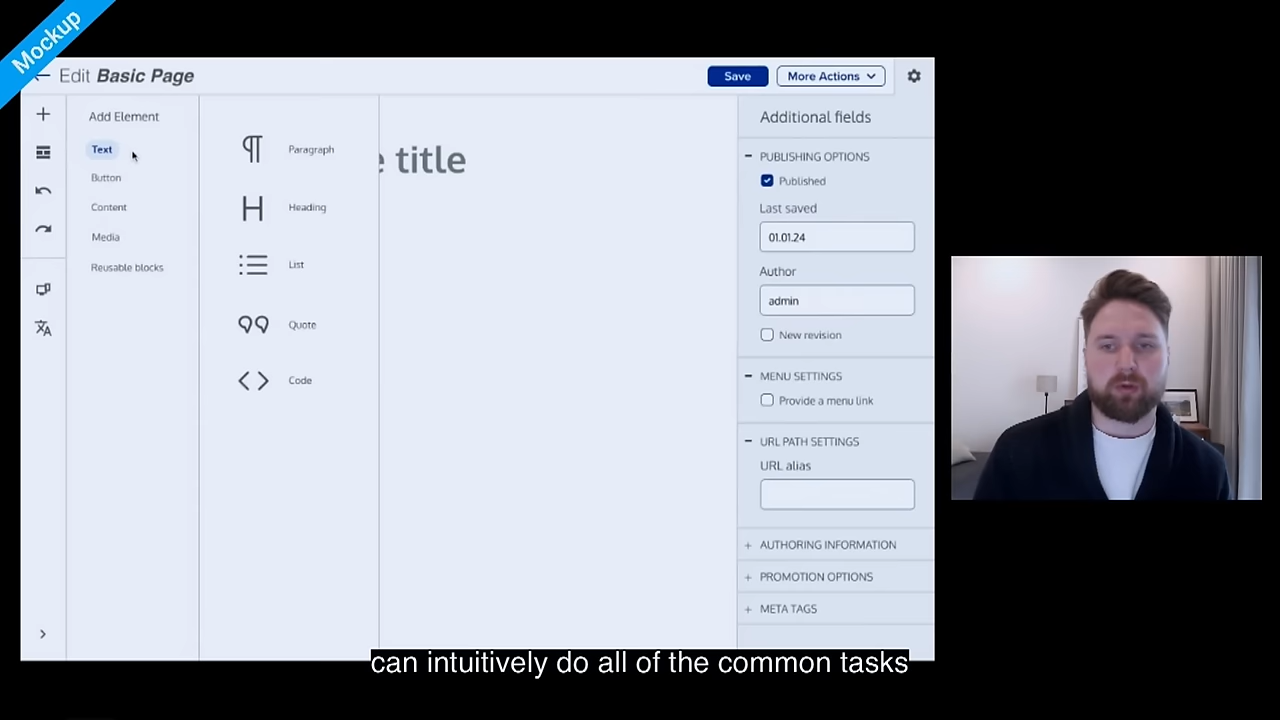 Mockup
Edit Basic Page
Save
More Actions
Add Element
Text
Button
Content
Media
Reusable blocks
Paragraph
Heading
List
Quote
Code
title
Additional fields
PUBLISHING OPTIONS
Published
Last saved
01.01.24
Author
admin
New revision
MENU SETTINGS
Provide a menu link
URL PATH SETTINGS
URL alias
AUTHORING INFORMATION
PROMOTION OPTIONS
META TAGS
can intuitively do all of the common tasks